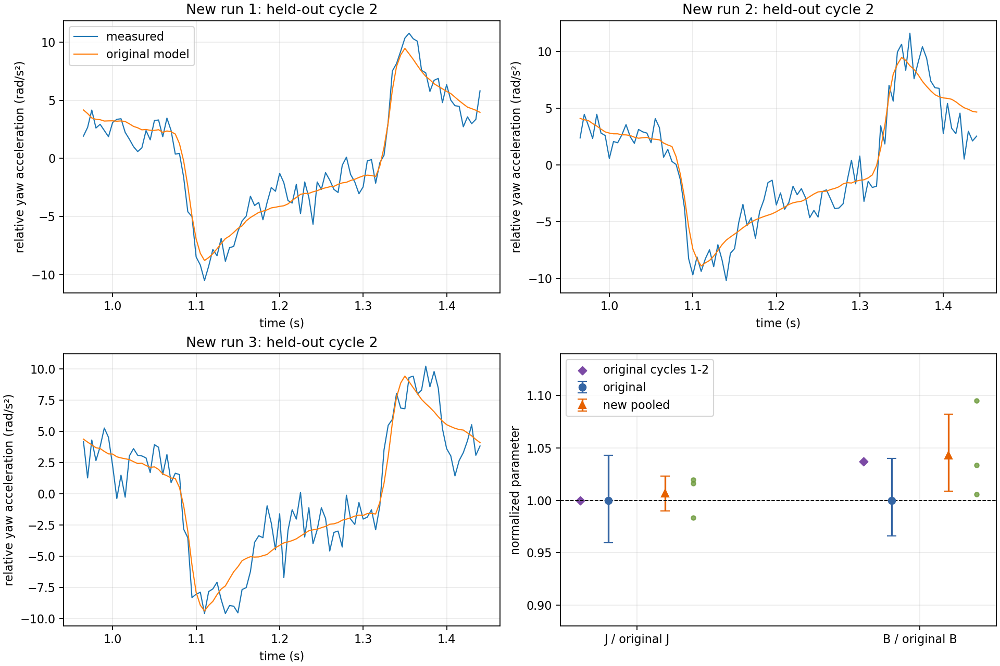 New run 1: held-out cycle 2
measured
original model
relative yaw acceleration (rad/s²)
10
5
0
−5
−10
1.0 1.1 1.2 1.3 1.4
time (s)
New run 2: held-out cycle 2
relative yaw acceleration (rad/s²)
10
5
0
−5
−10
1.0 1.1 1.2 1.3 1.4
time (s)
New run 3: held-out cycle 2
relative yaw acceleration (rad/s²)
10.0
7.5
5.0
2.5
0.0
−2.5
−5.0
−7.5
−10.0
1.0 1.1 1.2 1.3 1.4
time (s)
original cycles 1-2
original
new pooled
normalized parameter
1.10
1.05
1.00
0.95
0.90
J / original J B / original B